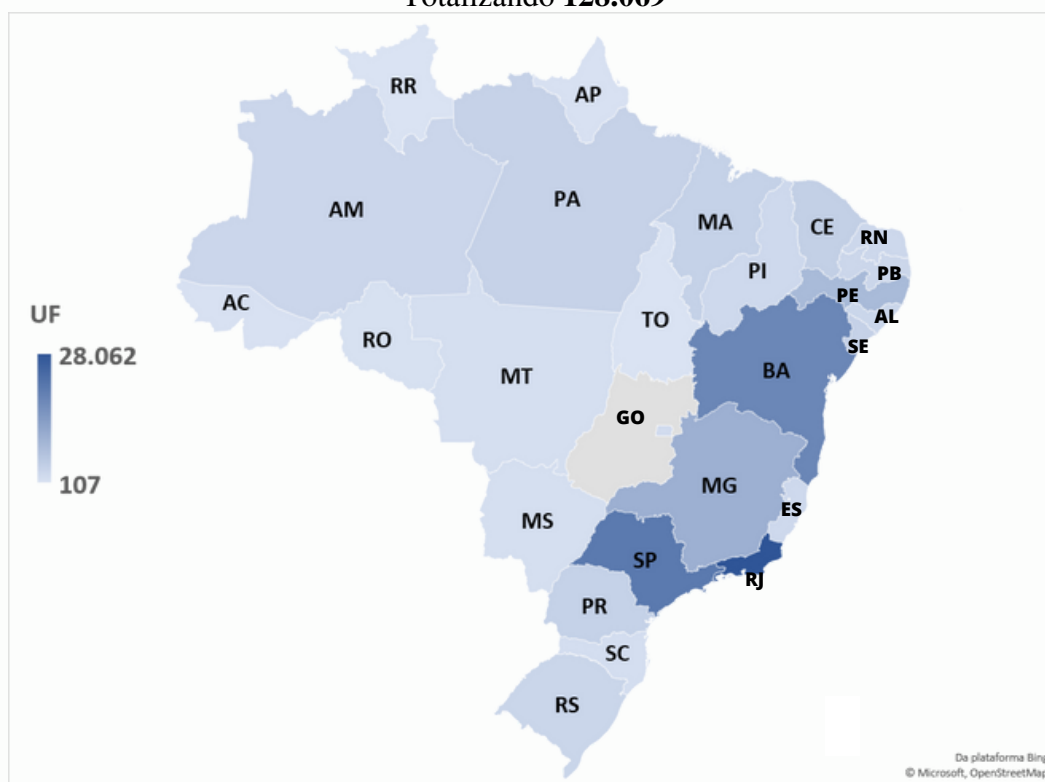 Totalizando 128.069
RR
AP
AM
PA
MA
CE
RN
PI
PB
PE
AC
AL
UF
TO
RO
SE
28.062
BA
MT
GO
107
MG
ES
MS
SP
RJ
PR
SC
RS
Da plataforma Bing
© Microsoft, OpenStreetMap